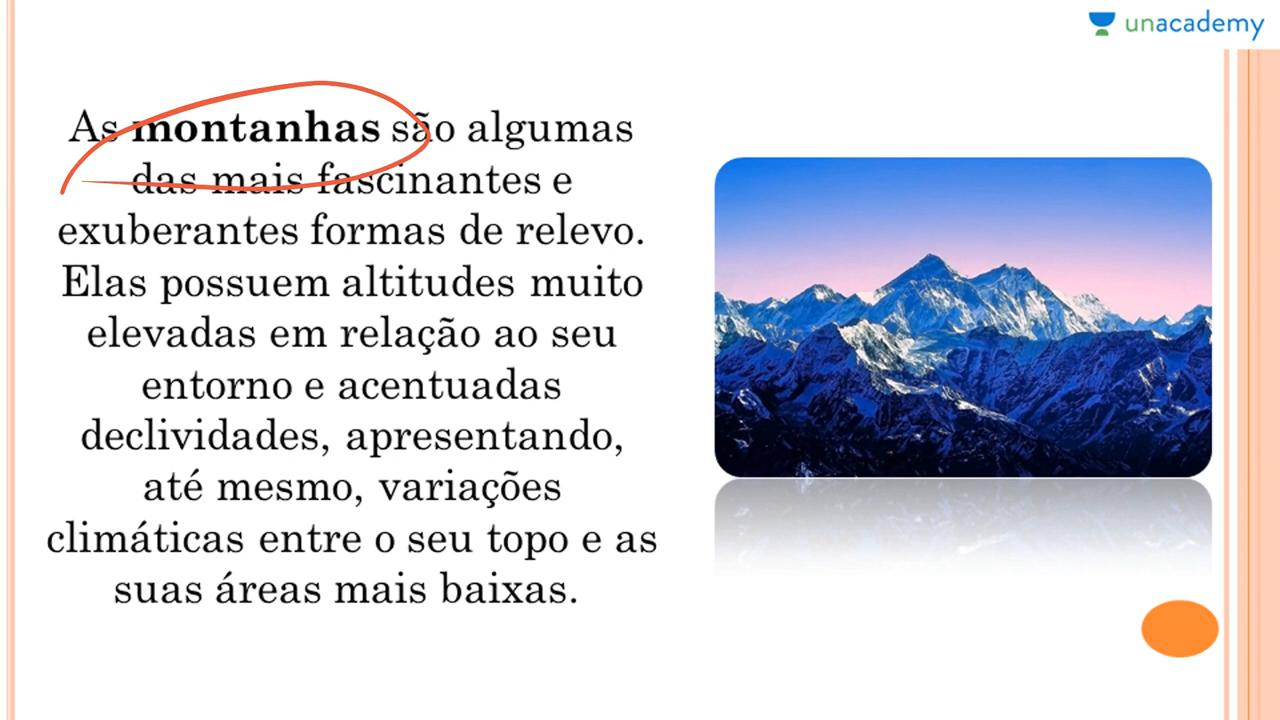 unacademy
As montanhas são algumas
das mais fascinantes e
exuberantes formas de relevo.
Elas possuem altitudes muito
elevadas em relação ao seu
entorno e acentuadas
declividades, apresentando,
até mesmo, variações
climáticas entre o seu topo e as
suas áreas mais baixas.